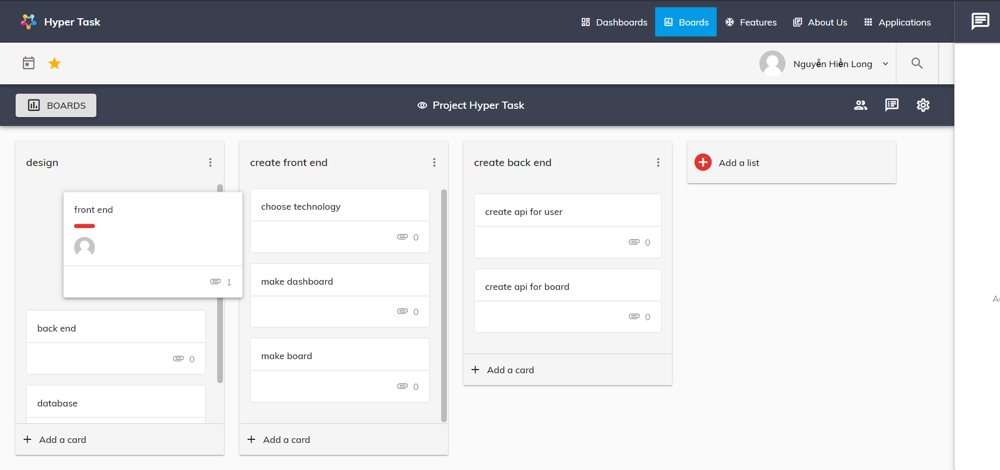 Hyper Task
Dashboards
Boards
Features
About Us
Applications
Nguyễn Hiền Long
BOARDS
Project Hyper Task
design
front end
1
back end
0
database
Add a card
create front end
choose technology
0
make dashboard
0
make board
0
Add a card
create back end
create api for user
0
create api for board
0
Add a card
Add a list